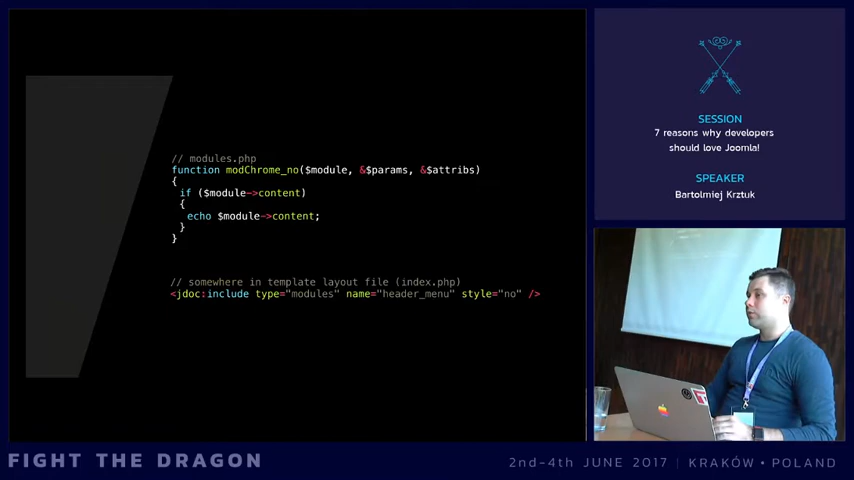 // modules.php
function modChrome_no($module, &$params, &$attribs)
{
if ($module->content)
{
echo $module->content;
}
}
// somewhere in template layout file (index.php)
<jdoc:include type="modules" name="header_menu" style="no" />
SESSION
7 reasons why developers
should love Joomla!
SPEAKER
Bartolmiej Krztuk
FIGHT THE DRAGON
2nd-4th JUNE 2017 | KRAKÓW • POLAND